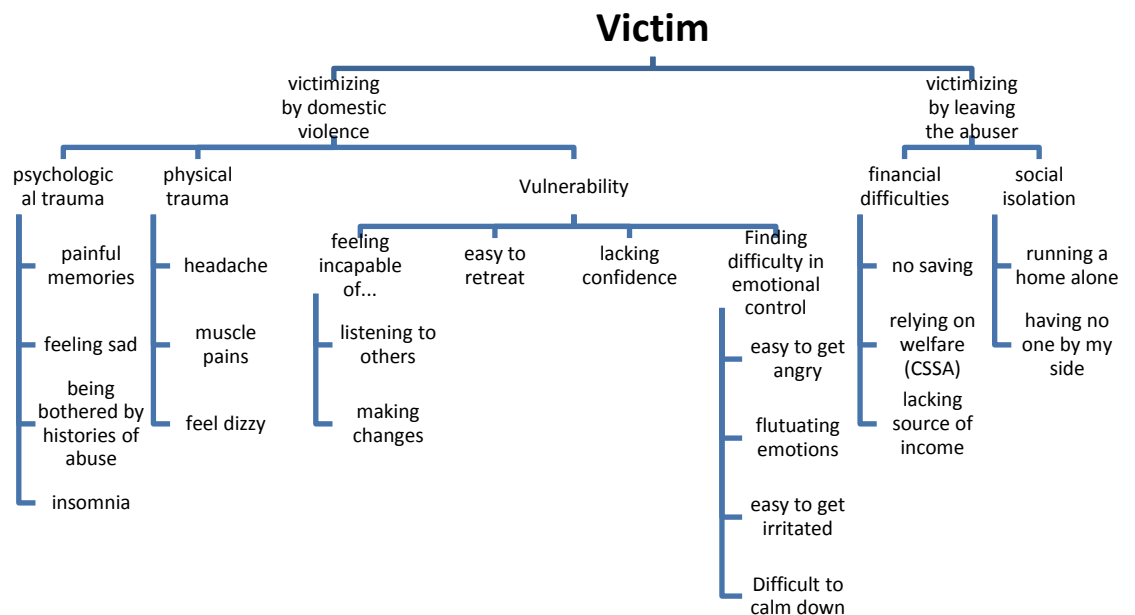 Victim
victimizing
by domestic
violence
victimizing
by leaving
the abuser
psychologic
al trauma
physical
trauma
Vulnerability
financial
difficulties
social
isolation
painful
memories
feeling sad
being
bothered by
histories of
abuse
insomnia
headache
muscle
pains
feel dizzy
feeling
incapable
of...
listening to
others
making
changes
easy to
retreat
lacking
confidence
Finding
difficulty in
emotional
control
easy to get
angry
flutuating
emotions
easy to get
irritated
Difficult to
calm down
no saving
relying on
welfare
(CSSA)
lacking
source of
income
running a
home alone
having no
one by my
side